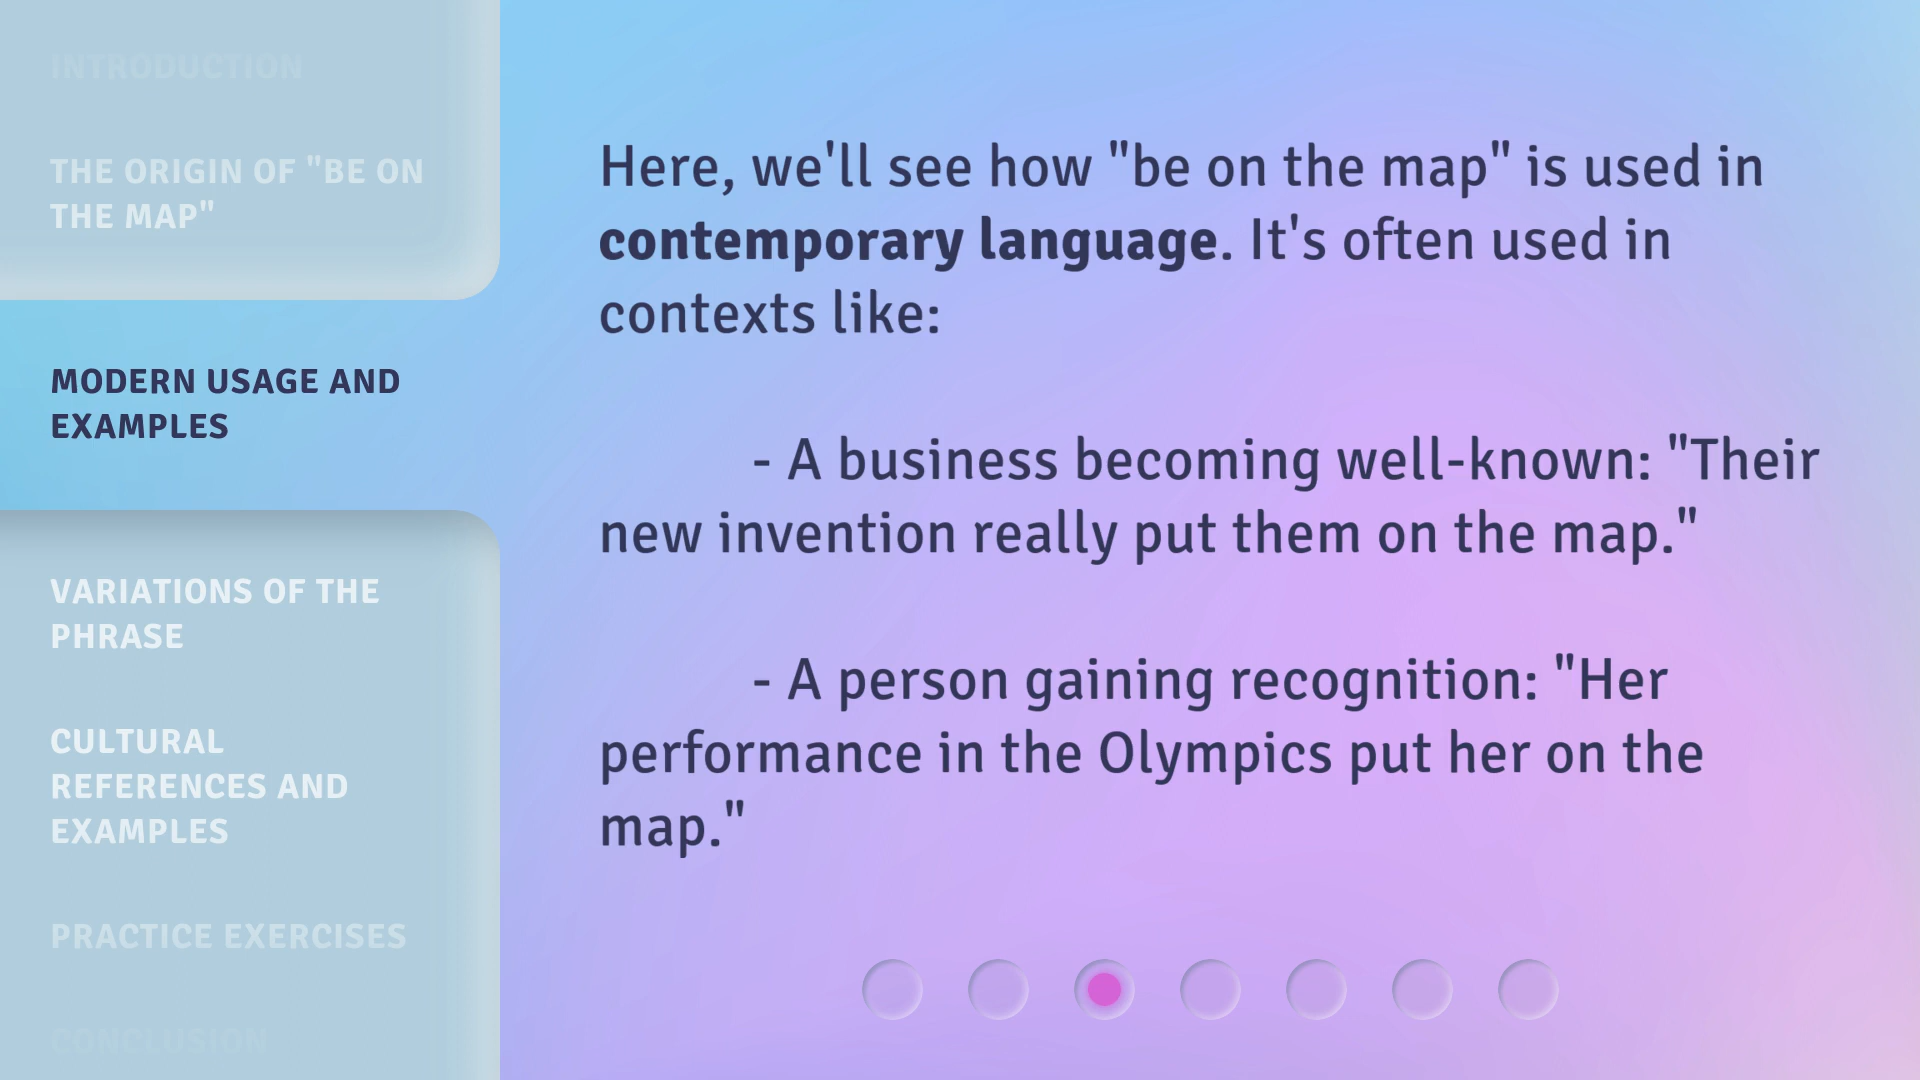 INTRODUCTION
THE ORIGIN OF "BE ON
THE MAP"
MODERN USAGE AND
EXAMPLES
VARIATIONS OF THE
PHRASE
CULTURAL
REFERENCES AND
EXAMPLES
PRACTICE EXERCISES
CONCLUSION
Here, we'll see how "be on the map" is used in
contemporary language. It's often used in
contexts like:
- A business becoming well-known: "Their
new invention really put them on the map."
- A person gaining recognition: "Her
performance in the Olympics put her on the
map."